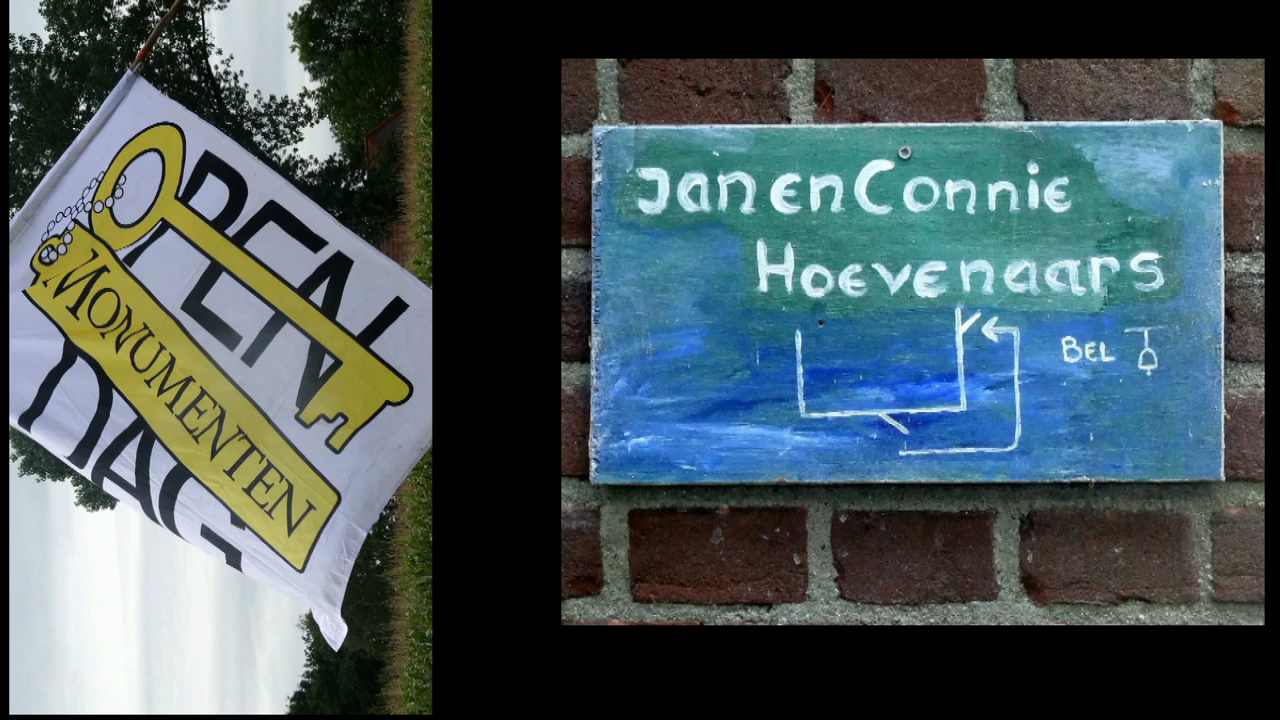 OPEN
MONUMENTEN
DAG
Jan en Connie
Hoevenaars
BEL